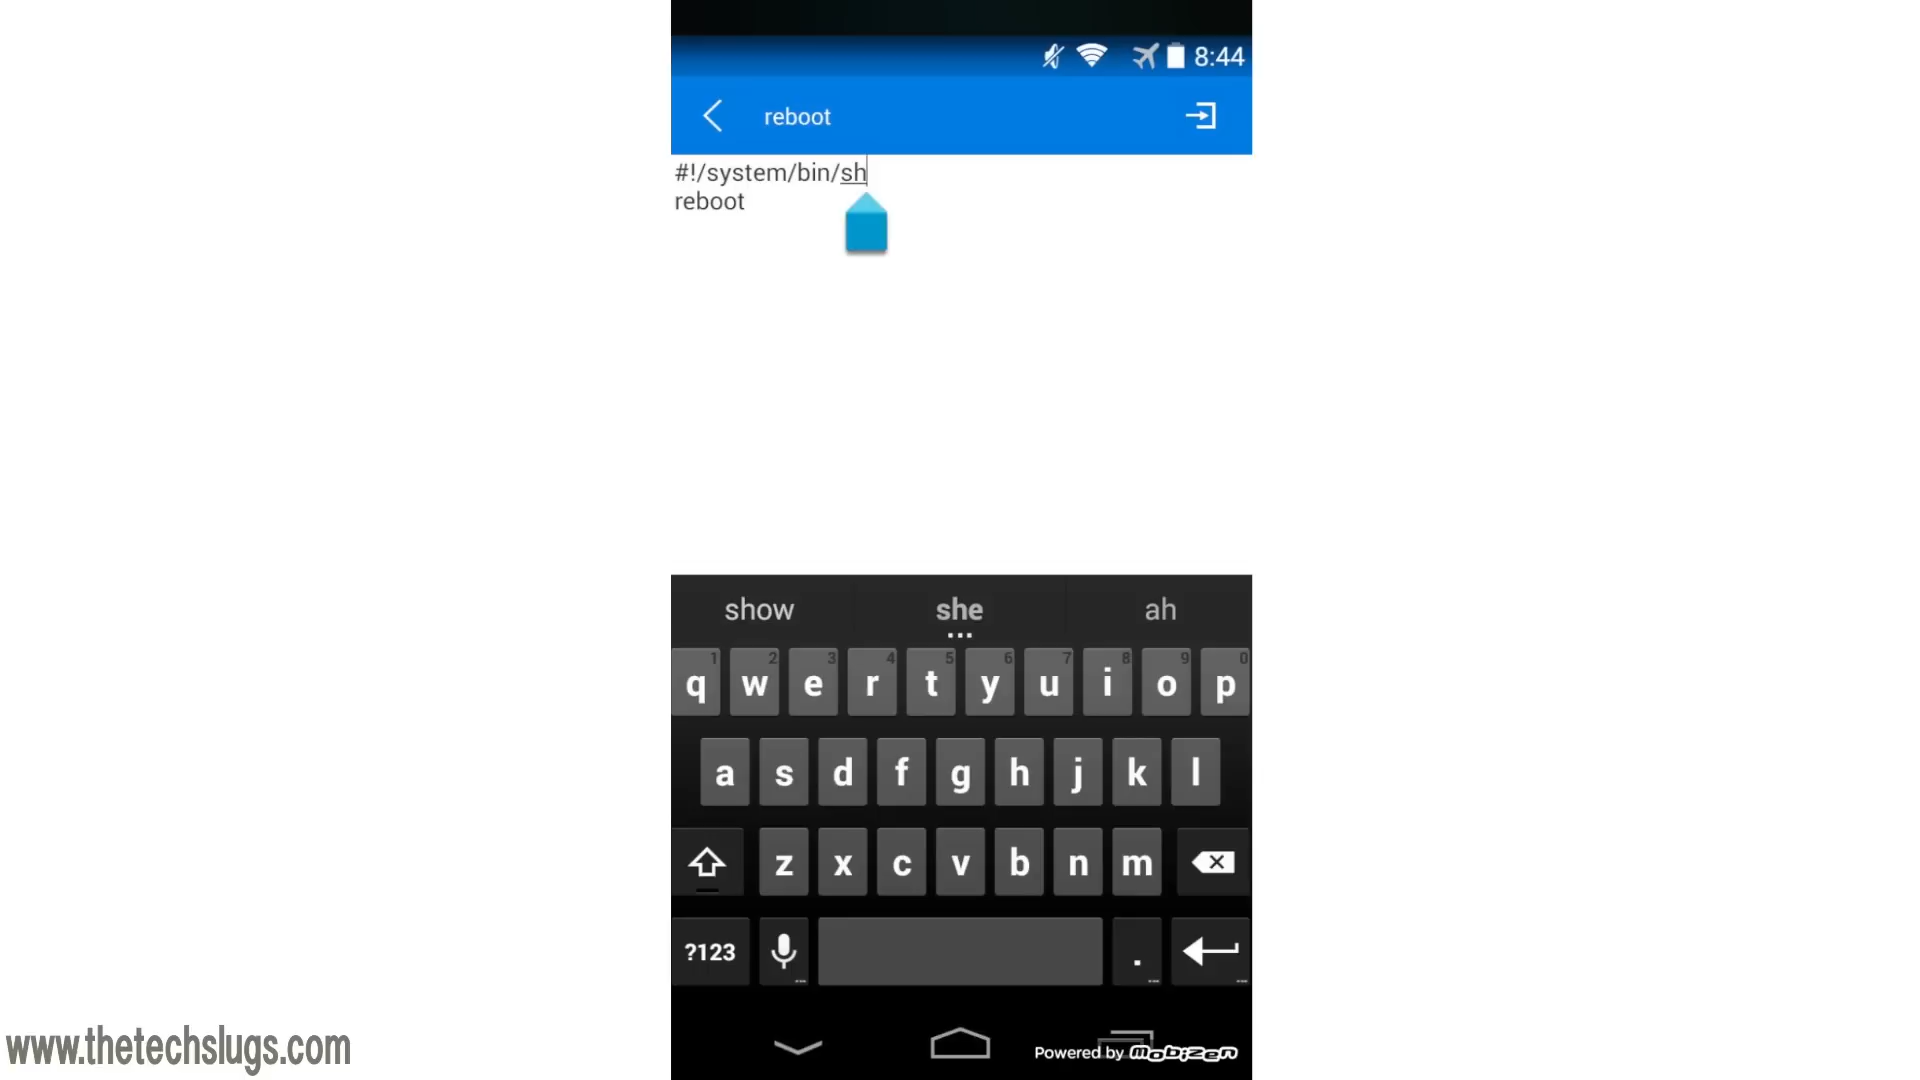 8:44
reboot
#!/system/bin/sh
reboot
show she ah
1 2 3 4 5 6 7 8 9 0
q w e r t y u i o p
a s d f g h j k l
z x c v b n m
?123 .
Powered by mobizen
www.thetechslugs.com